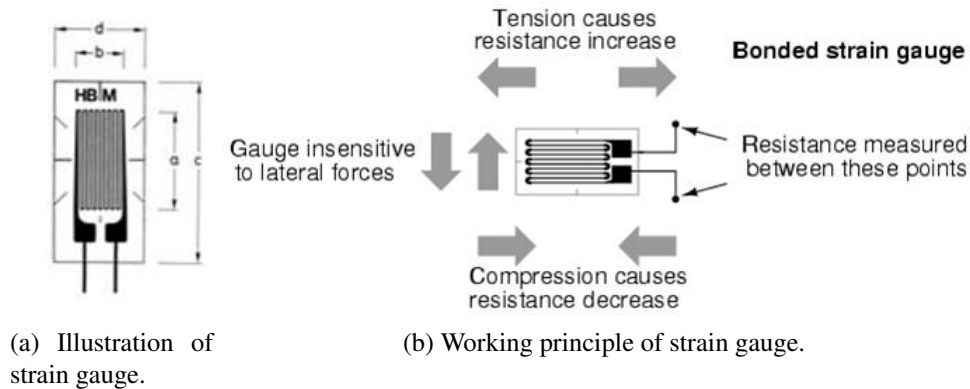 d
b
HBM
a
c
Tension causes
resistance increase
Bonded strain gauge
Gauge insensitive
to lateral forces
Resistance measured
between these points
Compression causes
resistance decrease
(a) Illustration of
strain gauge.
(b) Working principle of strain gauge.